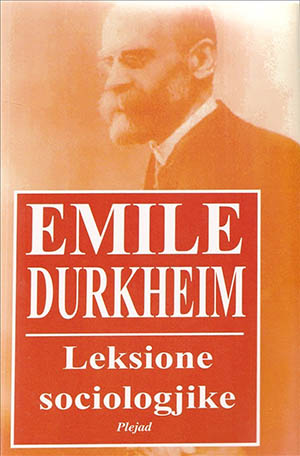 EMILE
DURKHEIM
Leksione
sociologjike
Plejad